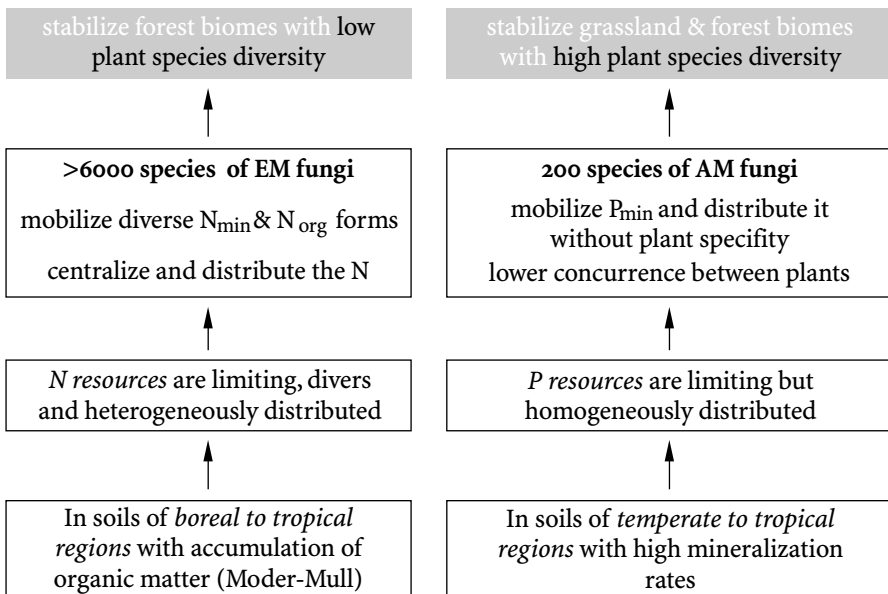 stabilize forest biomes with low
plant species diversity
>6000 species of EM fungi
mobilize diverse Nmin & N org forms
centralize and distribute the N
N resources are limiting, divers
and heterogeneously distributed
In soils of boreal to tropical
regions with accumulation of
organic matter (Moder-Mull)
stabilize grassland & forest biomes
with high plant species diversity
200 species of AM fungi
mobilize Pmin and distribute it
without plant specifity
lower concurrence between plants
P resources are limiting but
homogeneously distributed
In soils of temperate to tropical
regions with high mineralization
rates